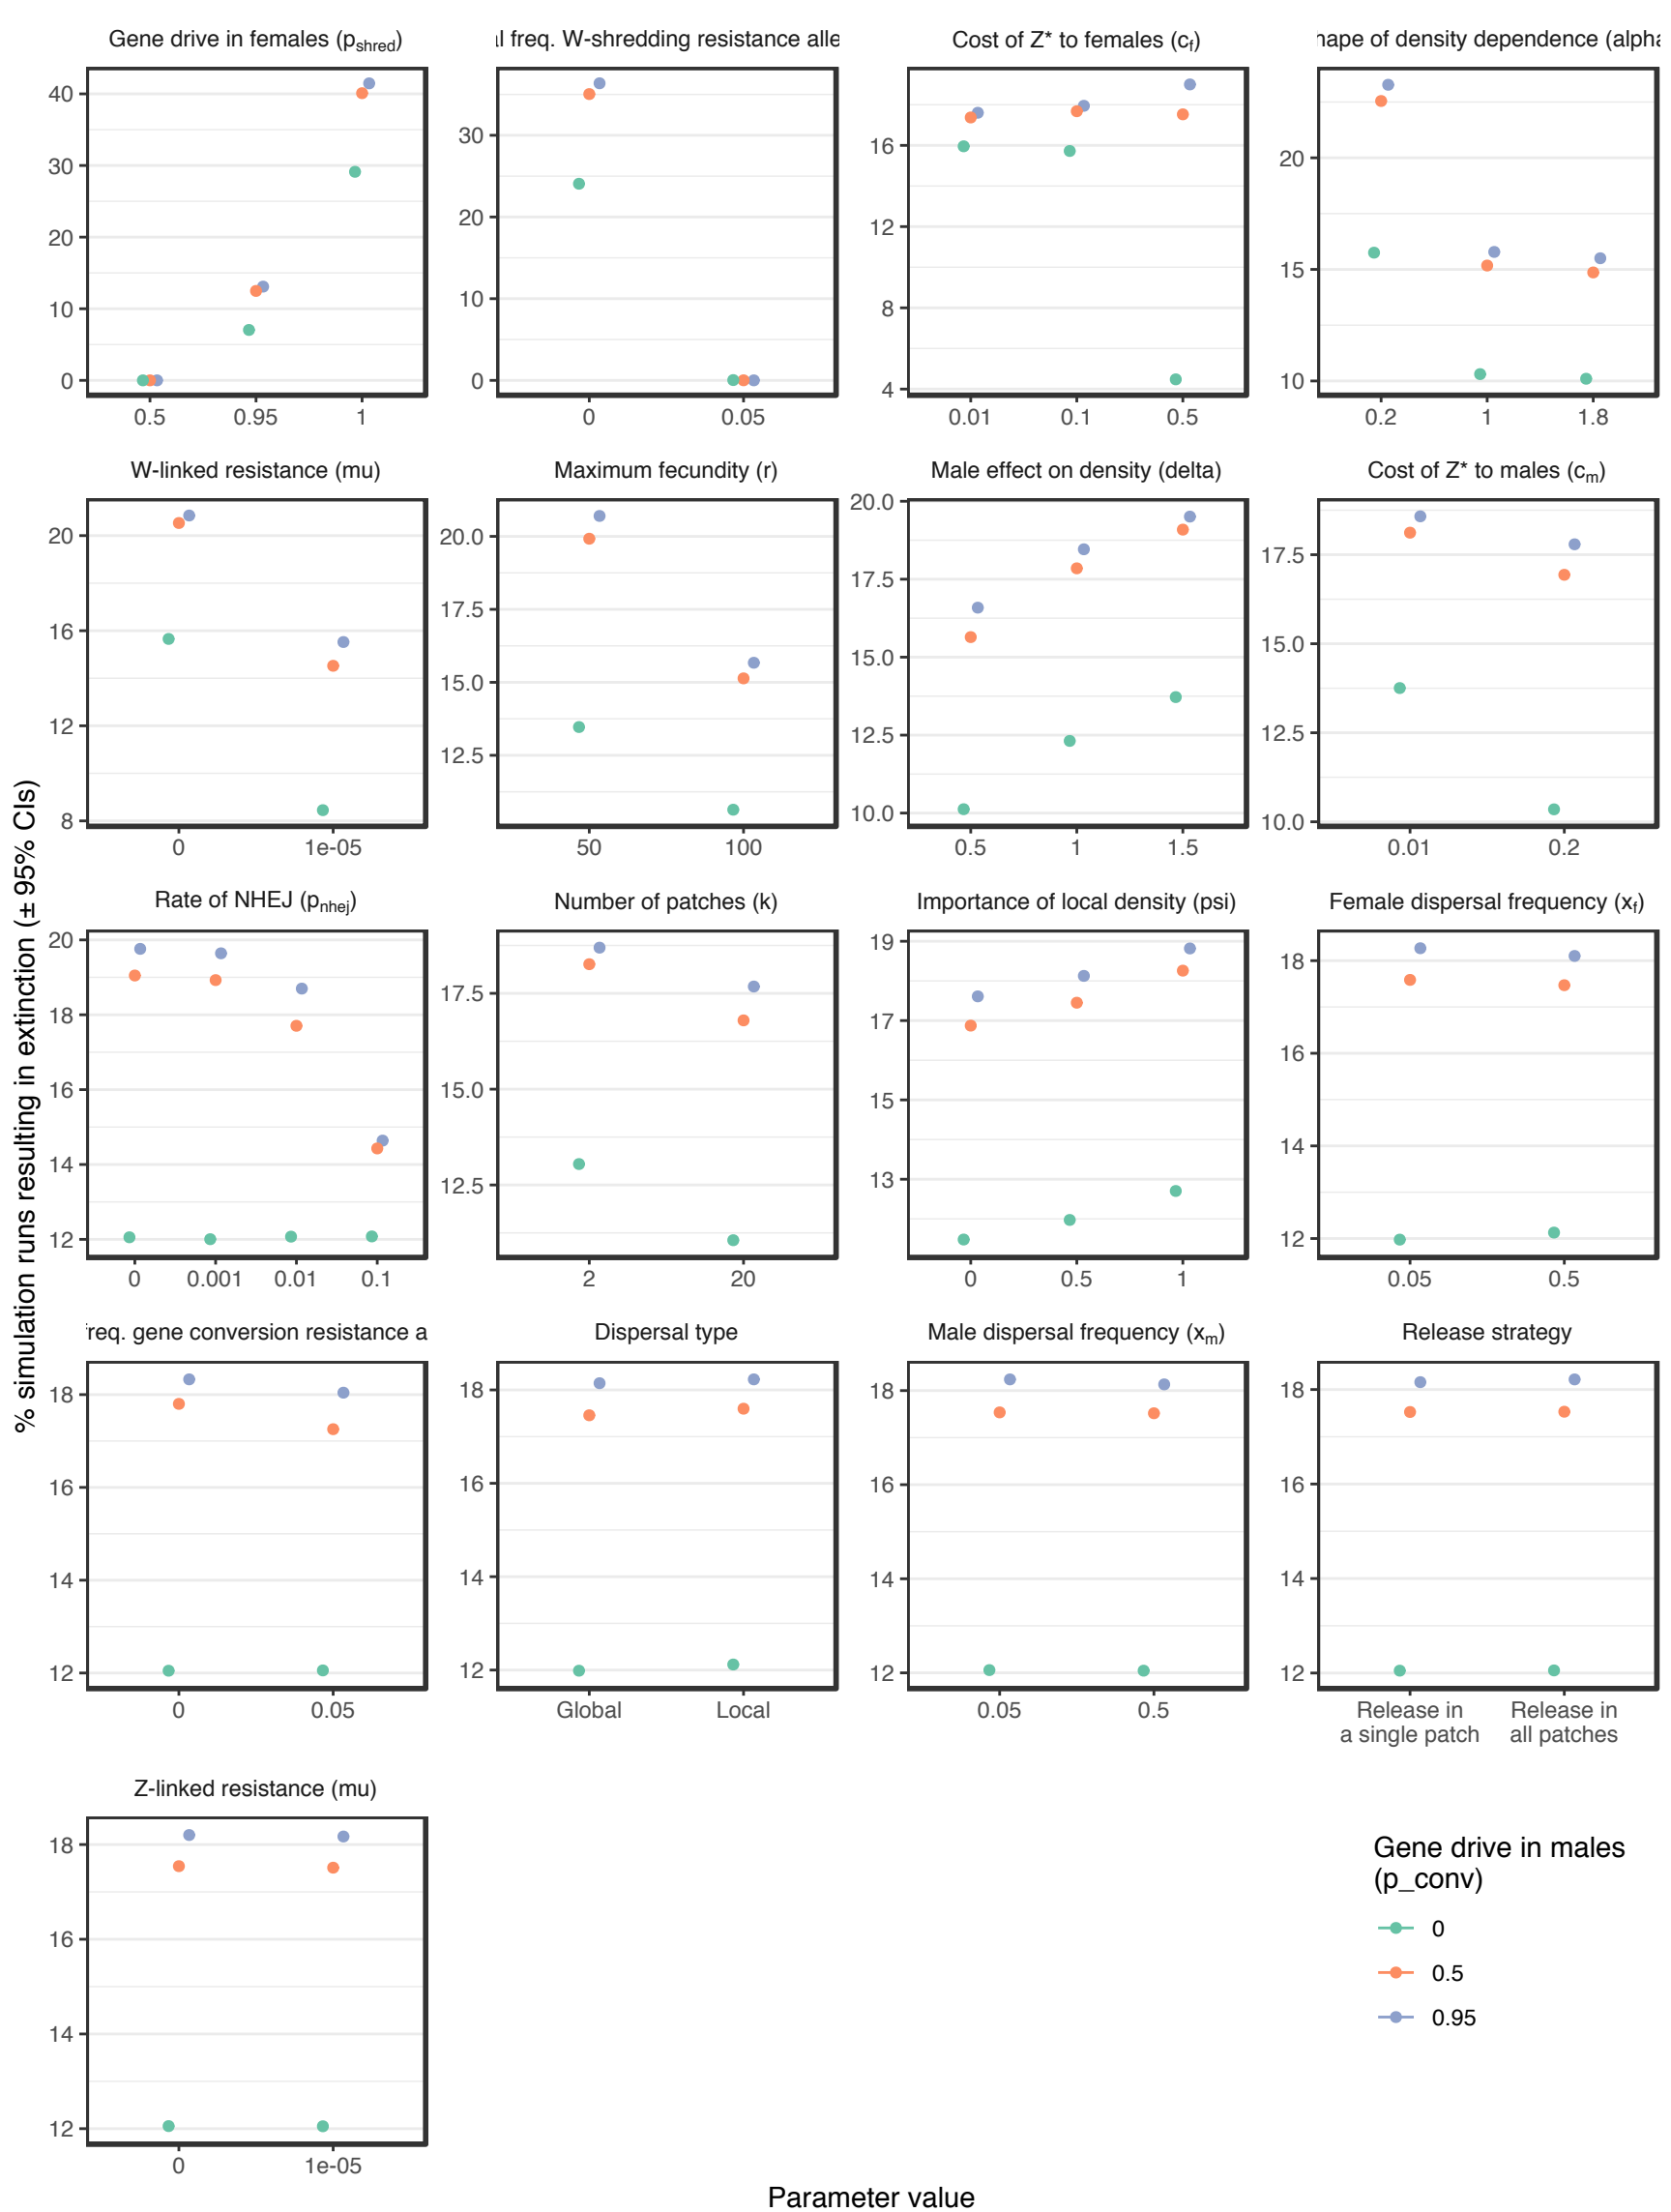 Gene drive in females (pshred)
al freq. W-shredding resistance alle
Cost of Z* to females (cf)
hape of density dependence (alpha
40
30
20
10
0
0.5 0.95 1
30
20
10
0
0 0.05
16
12
8
4
0.01 0.1 0.5
20
15
10
0.2 1 1.8
W-linked resistance (mu)
Maximum fecundity (r)
Male effect on density (delta)
Cost of Z* to males (cm)
20
16
12
8
0 1e-05
20.0
17.5
15.0
12.5
50 100
20.0
17.5
15.0
12.5
10.0
0.5 1 1.5
17.5
15.0
12.5
10.0
0.01 0.2
% simulation runs resulting in extinction (± 95% CIs)
Rate of NHEJ (pnhej)
Number of patches (k)
Importance of local density (psi)
Female dispersal frequency (xf)
20
18
16
14
12
0 0.001 0.01 0.1
17.5
15.0
12.5
2 20
19
17
15
13
0 0.5 1
18
16
14
12
0.05 0.5
freq. gene conversion resistance a
Dispersal type
Male dispersal frequency (xm)
Release strategy
18
16
14
12
0 0.05
18
16
14
12
Global Local
18
16
14
12
0.05 0.5
18
16
14
12
Release in
a single patch
Release in
all patches
Z-linked resistance (mu)
18
16
14
12
0 1e-05
Gene drive in males
(p_conv)
0
0.5
0.95
Parameter value